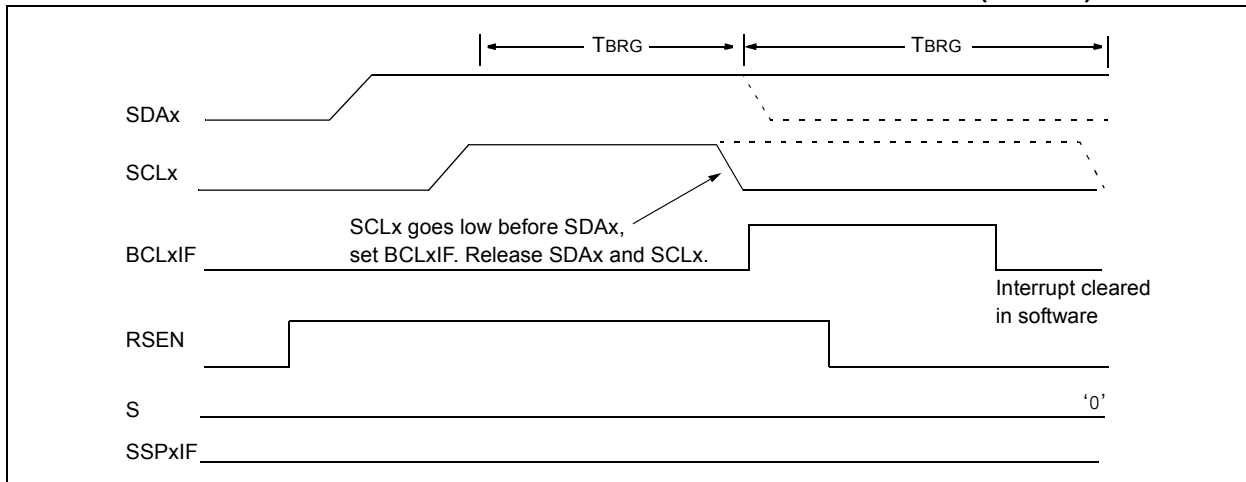 TBRG TBRG
SDAx
SCLx
SCLx goes low before SDAx,
set BCLxIF. Release SDAx and SCLx.
BCLxIF
Interrupt cleared
in software
RSEN
S '0'
SSPxIF